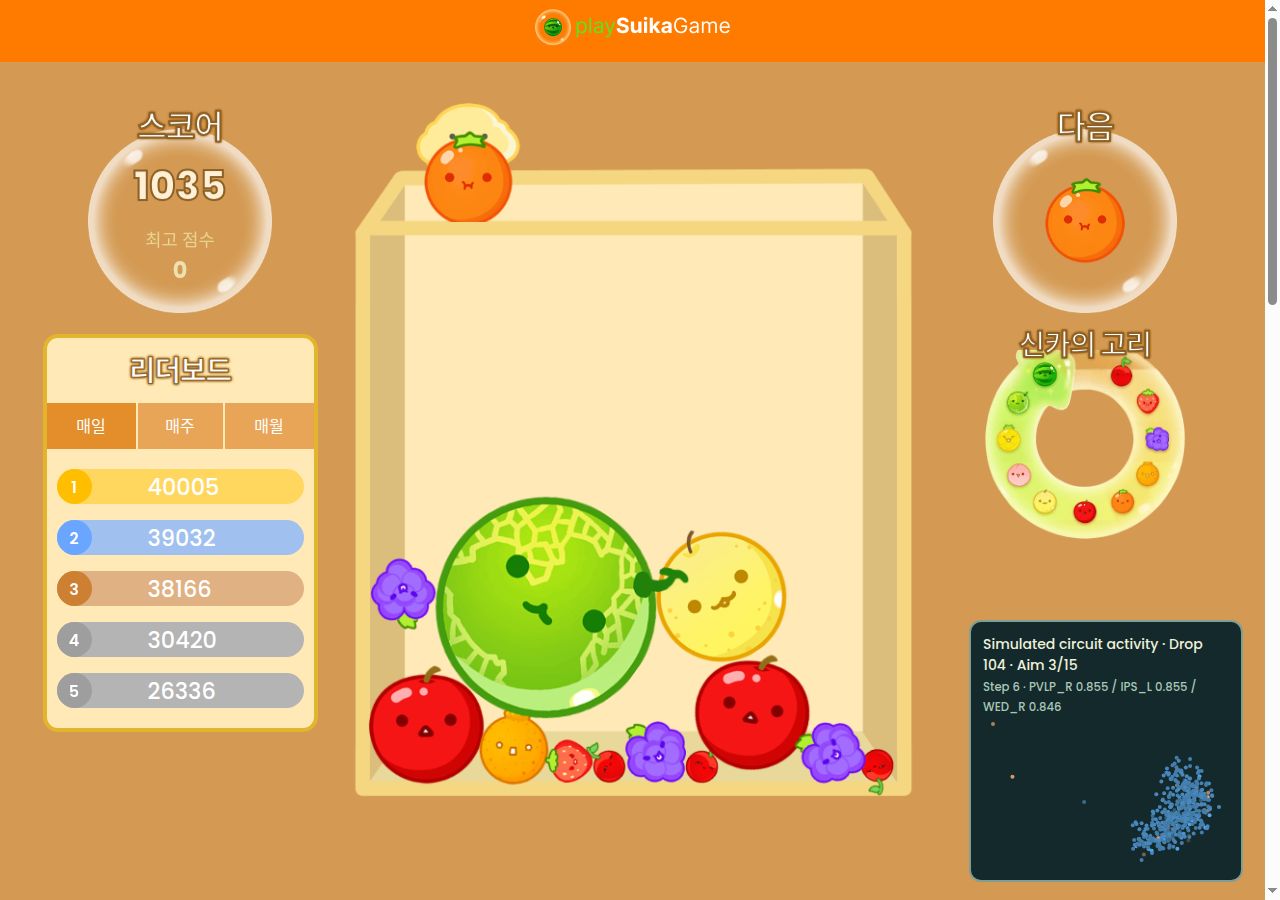 playSuikaGame
스코어
1035
최고 점수
0
리더보드
매일
매주
매월
1 40005
2 39032
3 38166
4 30420
5 26336
다음
신카의 고리
Simulated circuit activity · Drop
104 · Aim 3/15
Step 6 · PVLP_R 0.855 / IPS_L 0.855 /
WED_R 0.846